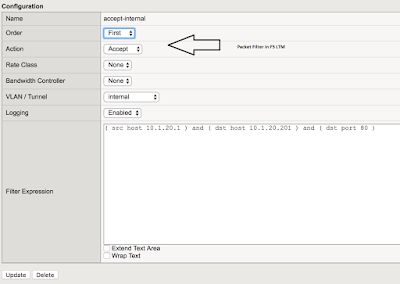 Configuration
Name accept-internal
Order First
Action Accept
Packet Filter in F5 LTM
Rate Class None
Bandwidth Controller None
VLAN / Tunnel internal
Logging Enabled
Filter Expression
( src host 10.1.20.1 ) and ( dst host 10.1.20.201 ) and ( dst port 80 )
Extend Text Area
Wrap Text
Update Delete